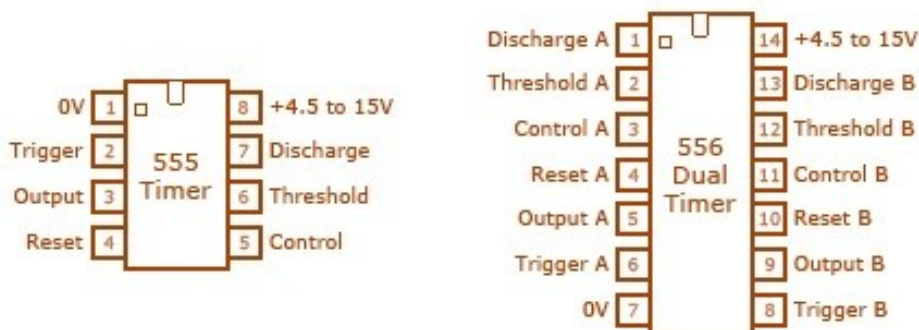 0V 1 8 +4.5 to 15V
Trigger 2 7 Discharge
Output 3 6 Threshold
Reset 4 5 Control
555
Timer
Discharge A 1 14 +4.5 to 15V
Threshold A 2 13 Discharge B
Control A 3 12 Threshold B
Reset A 4 11 Control B
Output A 5 10 Reset B
Trigger A 6 9 Output B
0V 7 8 Trigger B
556
Dual
Timer